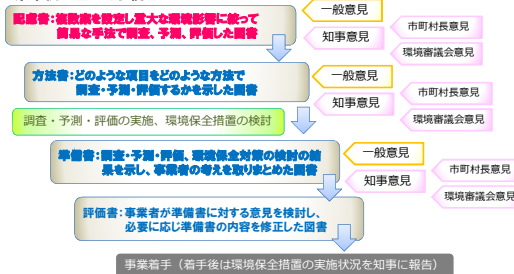 配慮書：複数案を設定し重大な環境影響に絞って
簡易な手法で調査、予測、評価した図書
一般意見
知事意見
市町村長意見
環境審議会意見
方法書：どのような項目をどのような方法で
調査・予測・評価するかを示した図書
一般意見
知事意見
市町村長意見
環境審議会意見
調査・予測・評価の実施、環境保全措置の検討
準備書：調査・予測・評価、環境保全対策の検討の結
果を示し、事業者の考えを取りまとめた図書
一般意見
知事意見
市町村長意見
環境審議会意見
評価書：事業者が準備書に対する意見を検討し、
必要に応じ準備書の内容を修正した図書
事業着手（着手後は環境保全措置の実施状況を知事に報告）